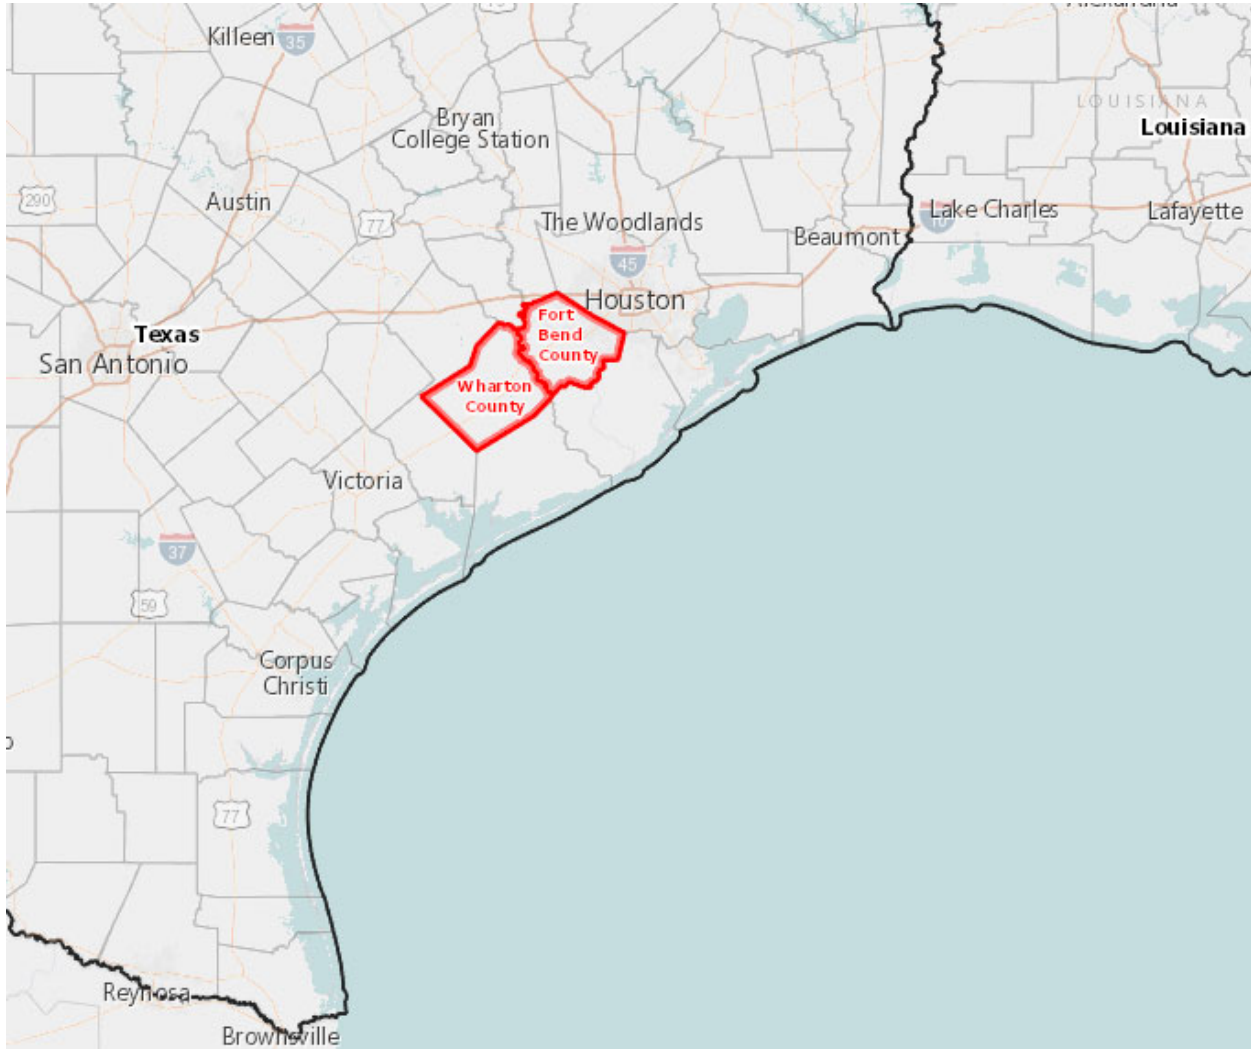 Killeen
35
Bryan
College Station
LOUISIANA
Louisiana
290
Austin
77
The Woodlands
Lake Charles
Lafayette
Beaumont
45
Houston
Fort
Bend
County
Texas
San Antonio
Wharton
County
Victoria
37
59
Corpus
Christi
77
Reynosa
Brownsville